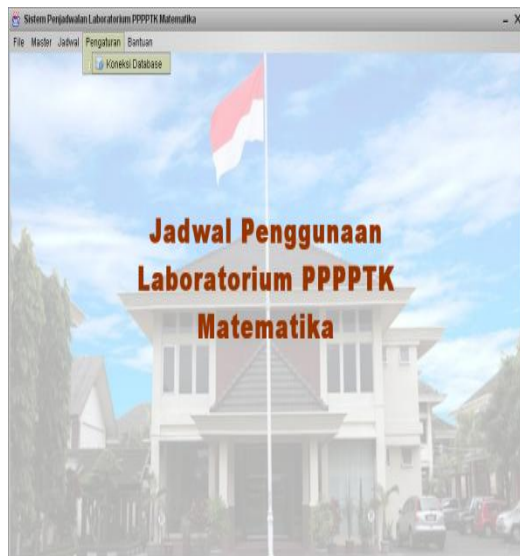 Sistem Penjadwalan Laboratorium PPPPTK Matematika
File Master Jadwal Pengaturan Bantuan
Koneksi Database
Jadwal Penggunaan
Laboratorium PPPPTK
Matematika